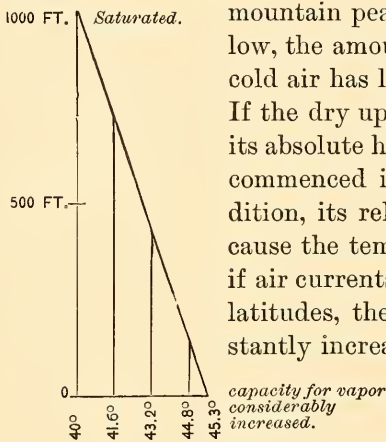 1000 FT.
Saturated.
500 FT.
0
40°
41.6°
43.2°
44.8°
45.3°
capacity for vapor
considerably
increased.
mountain pea
low, the amou
cold air has l
If the dry up
its absolute h
commenced i
dition, its rel
cause the tem
if air current
latitudes, the
stantly increa